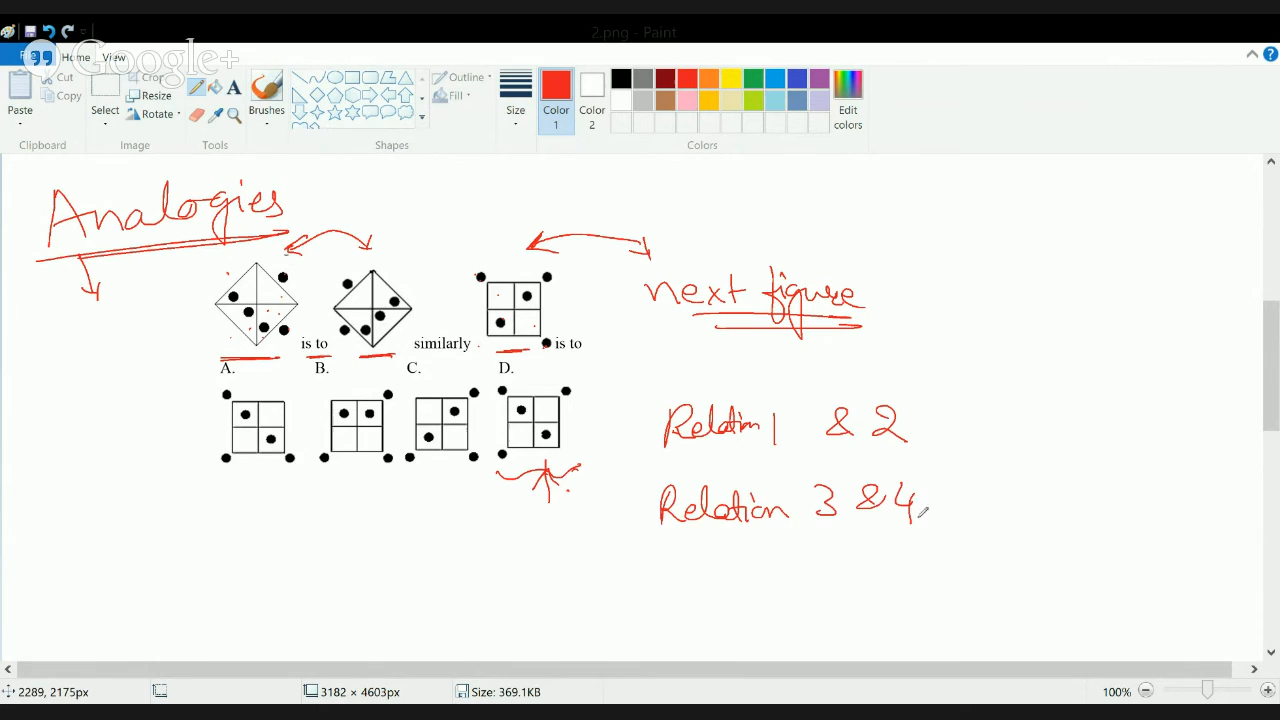 2.png - Paint
Google+
File Home View
Paste
Cut
Copy
Clipboard
Select
Crop
Resize
Rotate
Image
A
Tools
Brushes
Shapes
Outline
Fill
Size
Color 1
Color 2
Edit colors
Colors
Analogies
next figure
is to similarly is to
A. B. C. D.
Relation 1 & 2
Relation 3 & 4
2289, 2175px
3182 × 4603px
Size: 369.1KB
100%